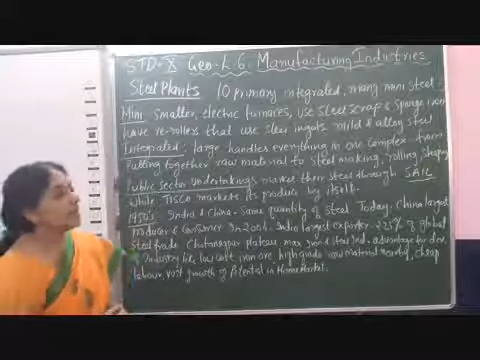 STD-X Geo-L.6. Manufacturing Industries
Steel Plants 10 primary integrated, many mini steel
Mini smaller, electric furnaces, use steel scrap & sponge iron
have re-rollers that use steel ingots mild & alloy steel
Integrated: large handles everything in one complex - from
putting together raw material to steel making, rolling, shaping
Public Sector undertakings market their steel through SAIL
While TISCO markets its produce by itself.
1950's India & China - Same quantity of steel Today, China largest
producer & Consumer In 2004 India largest exporter 2.25% of global
steel trade Chotanagpur plateau max Iron & steel Ind. advantage for dev.
of Industry like, low cost iron ore high grade raw material nearby, cheap
labour, vast growth of Potential in Home Market.